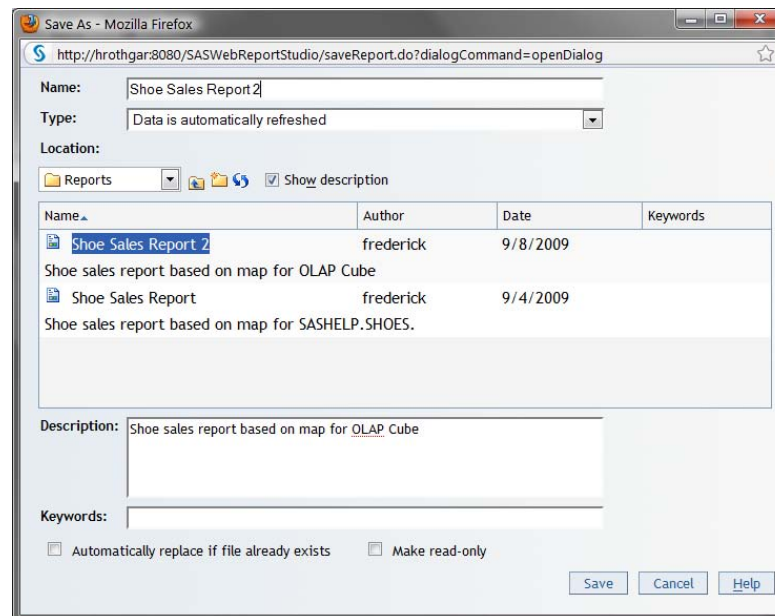 Save As - Mozilla Firefox
http://hrothgar:8080/SASWebReportStudio/saveReport.do?dialogCommand=openDialog
Name: Shoe Sales Report 2
Type: Data is automatically refreshed
Location:
Reports Show description
Name Author Date Keywords
Shoe Sales Report 2 frederick 9/8/2009
Shoe sales report based on map for OLAP Cube
Shoe Sales Report frederick 9/4/2009
Shoe sales report based on map for SASHELP.SHOES.
Description: Shoe sales report based on map for OLAP Cube
Keywords:
Automatically replace if file already exists Make read-only
Save Cancel Help